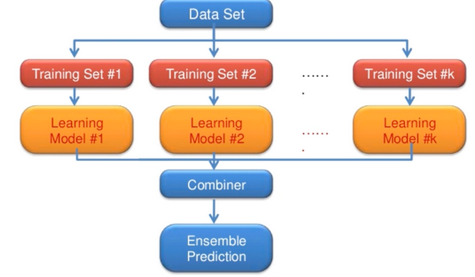 Data Set
Training Set #1
Training Set #2
......
.
Training Set #k
Learning
Model #1
Learning
Model #2
......
.
Learning
Model #k
Combiner
Ensemble
Prediction